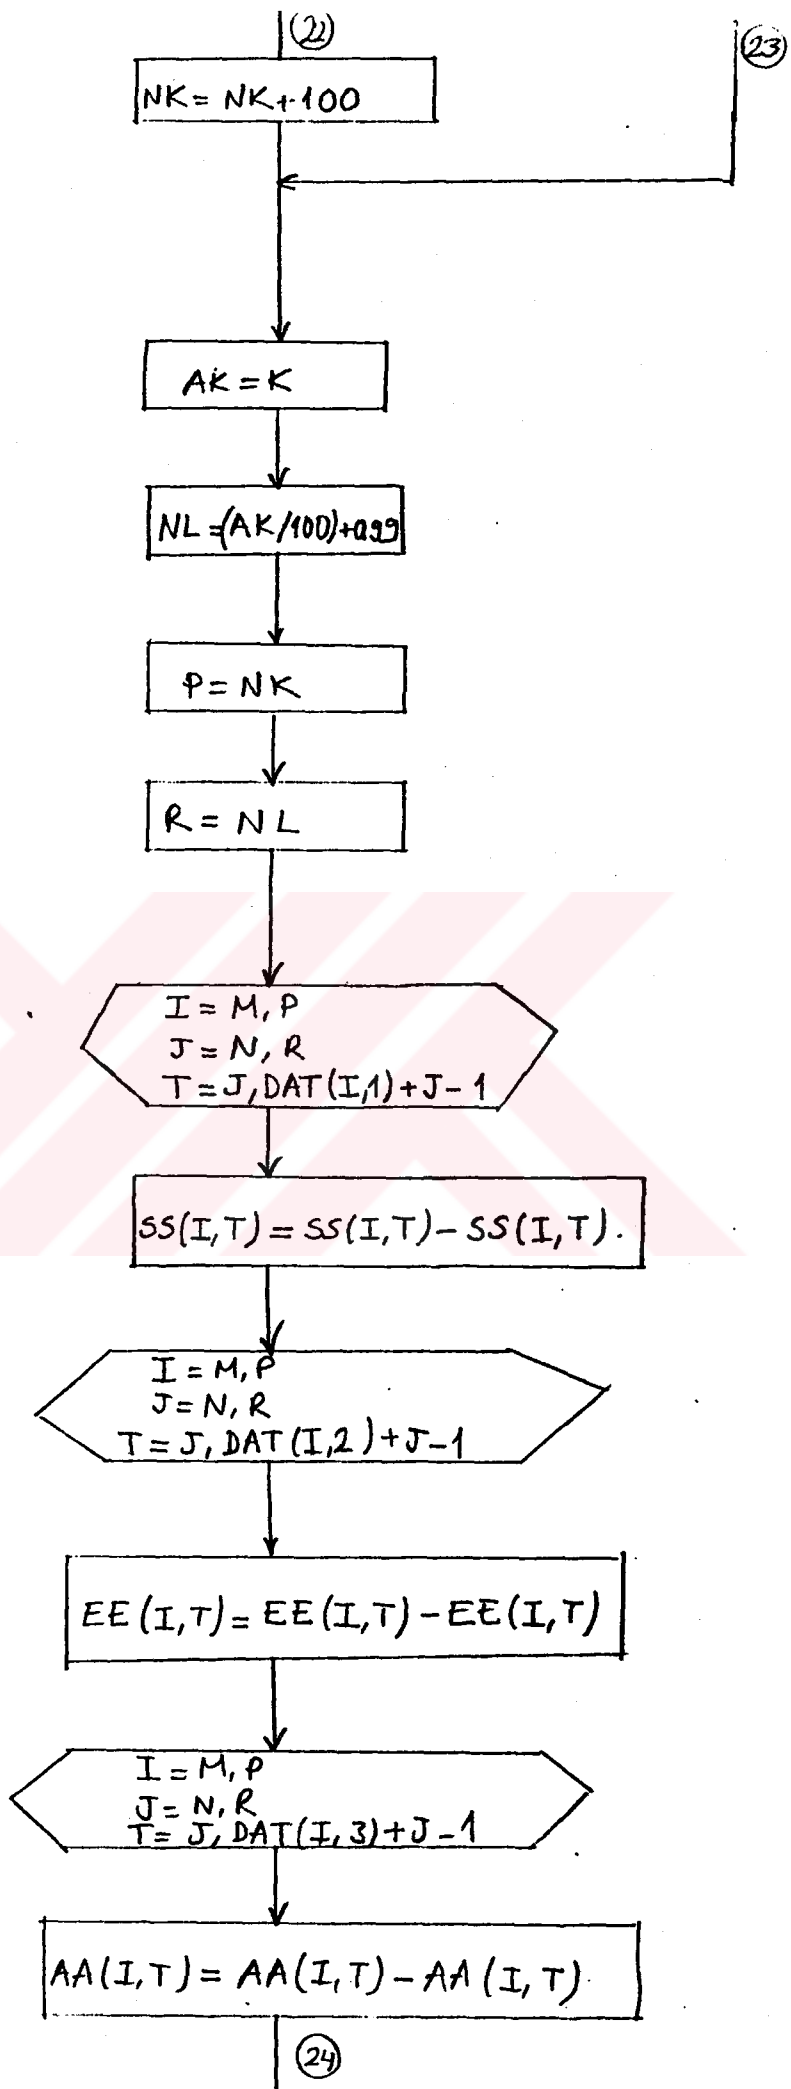 22
23
NK = NK + 100
AK = K
NL = (AK/100) + 0.99
P = NK
R = NL
I = M, P
J = N, R
T = J, DAT(I,1) + J - 1
SS(I,T) = SS(I,T) - SS(I,T).
I = M, P
J = N, R
T = J, DAT(I,2) + J - 1
EE(I,T) = EE(I,T) - EE(I,T)
I = M, P
J = N, R
T = J, DAT(I,3) + J - 1
AA(I,T) = AA(I,T) - AA(I,T)
24